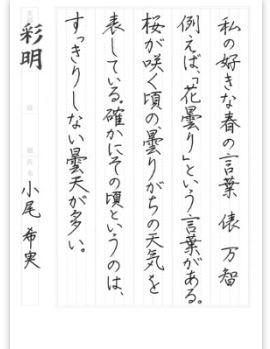 私の好きな春の言葉 俵 万智
例えば、「花曇り」という言葉がある。
桜が咲く頃の、曇りがちの天気を
表している。確かにその頃というのは、
すっきりしない曇天が多い。
彩明
小尾 希実